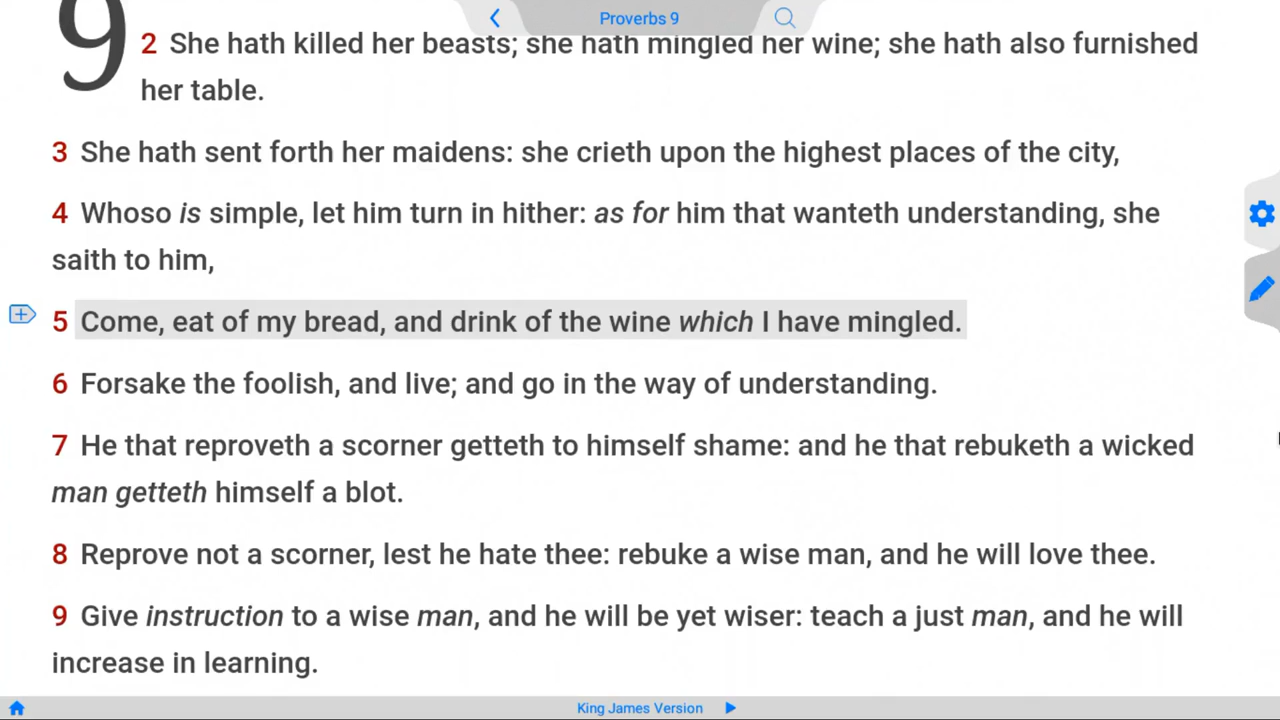 Proverbs 9
9
2 She hath killed her beasts; she hath mingled her wine; she hath also furnished
her table.
3 She hath sent forth her maidens: she crieth upon the highest places of the city,
4 Whoso is simple, let him turn in hither: as for him that wanteth understanding, she
saith to him,
5 Come, eat of my bread, and drink of the wine which I have mingled.
6 Forsake the foolish, and live; and go in the way of understanding.
7 He that reproveth a scorner getteth to himself shame: and he that rebuketh a wicked
man getteth himself a blot.
8 Reprove not a scorner, lest he hate thee: rebuke a wise man, and he will love thee.
9 Give instruction to a wise man, and he will be yet wiser: teach a just man, and he will
increase in learning.
King James Version